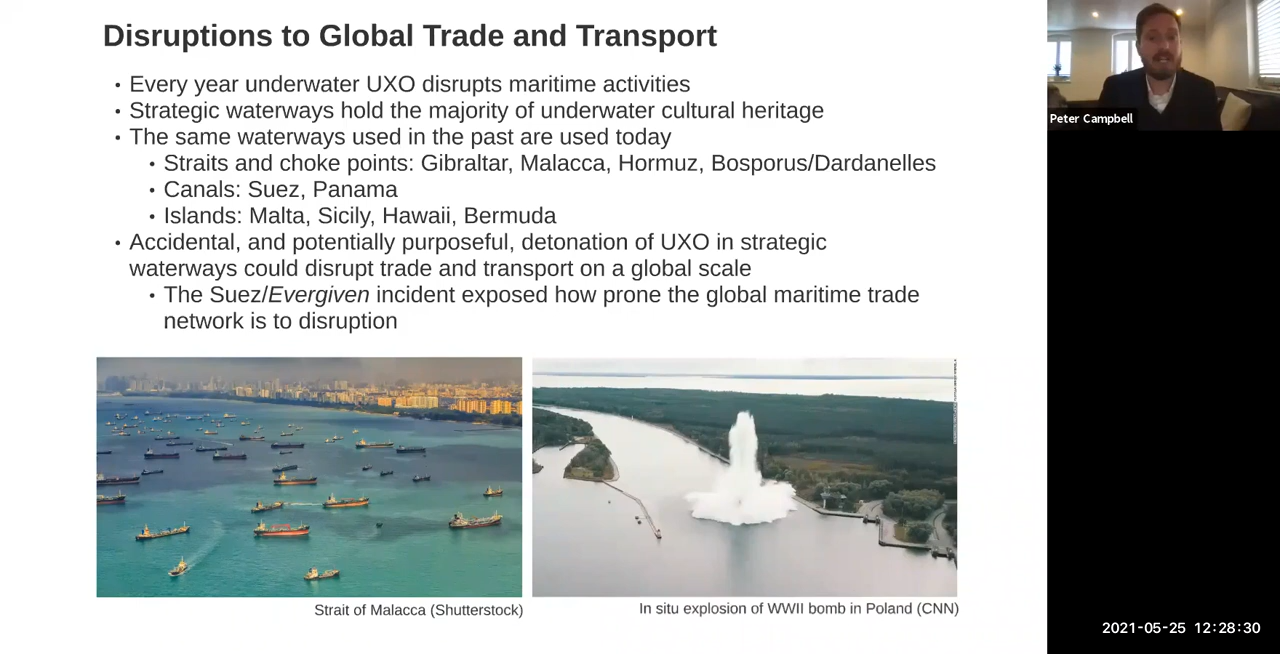 Disruptions to Global Trade and Transport
• Every year underwater UXO disrupts maritime activities
• Strategic waterways hold the majority of underwater cultural heritage
• The same waterways used in the past are used today
• Straits and choke points: Gibraltar, Malacca, Hormuz, Bosporus/Dardanelles
• Canals: Suez, Panama
• Islands: Malta, Sicily, Hawaii, Bermuda
• Accidental, and potentially purposeful, detonation of UXO in strategic
waterways could disrupt trade and transport on a global scale
• The Suez/Evergiven incident exposed how prone the global maritime trade
network is to disruption
Strait of Malacca (Shutterstock)
In situ explosion of WWII bomb in Poland (CNN)
Peter Campbell
2021-05-25 12:28:30